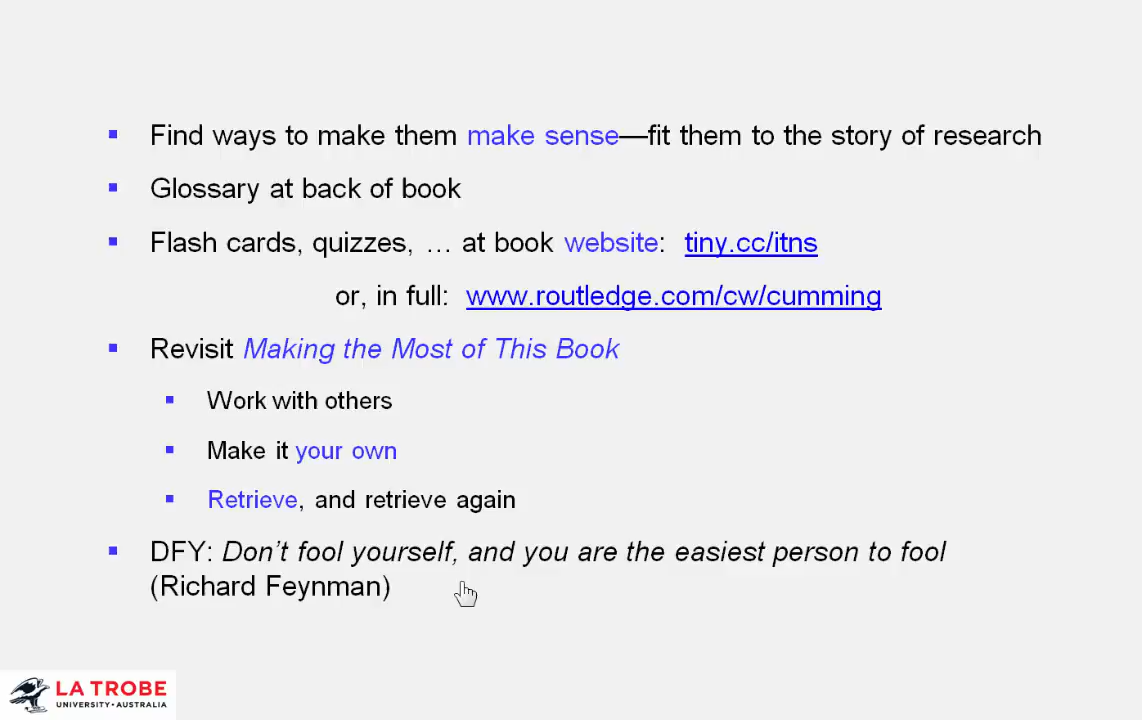 Find ways to make them make sense—fit them to the story of research
Glossary at back of book
Flash cards, quizzes, … at book website: tiny.cc/itns
or, in full: www.routledge.com/cw/cumming
Revisit Making the Most of This Book
Work with others
Make it your own
Retrieve, and retrieve again
DFY: Don't fool yourself, and you are the easiest person to fool
(Richard Feynman)
LA TROBE
UNIVERSITY • AUSTRALIA